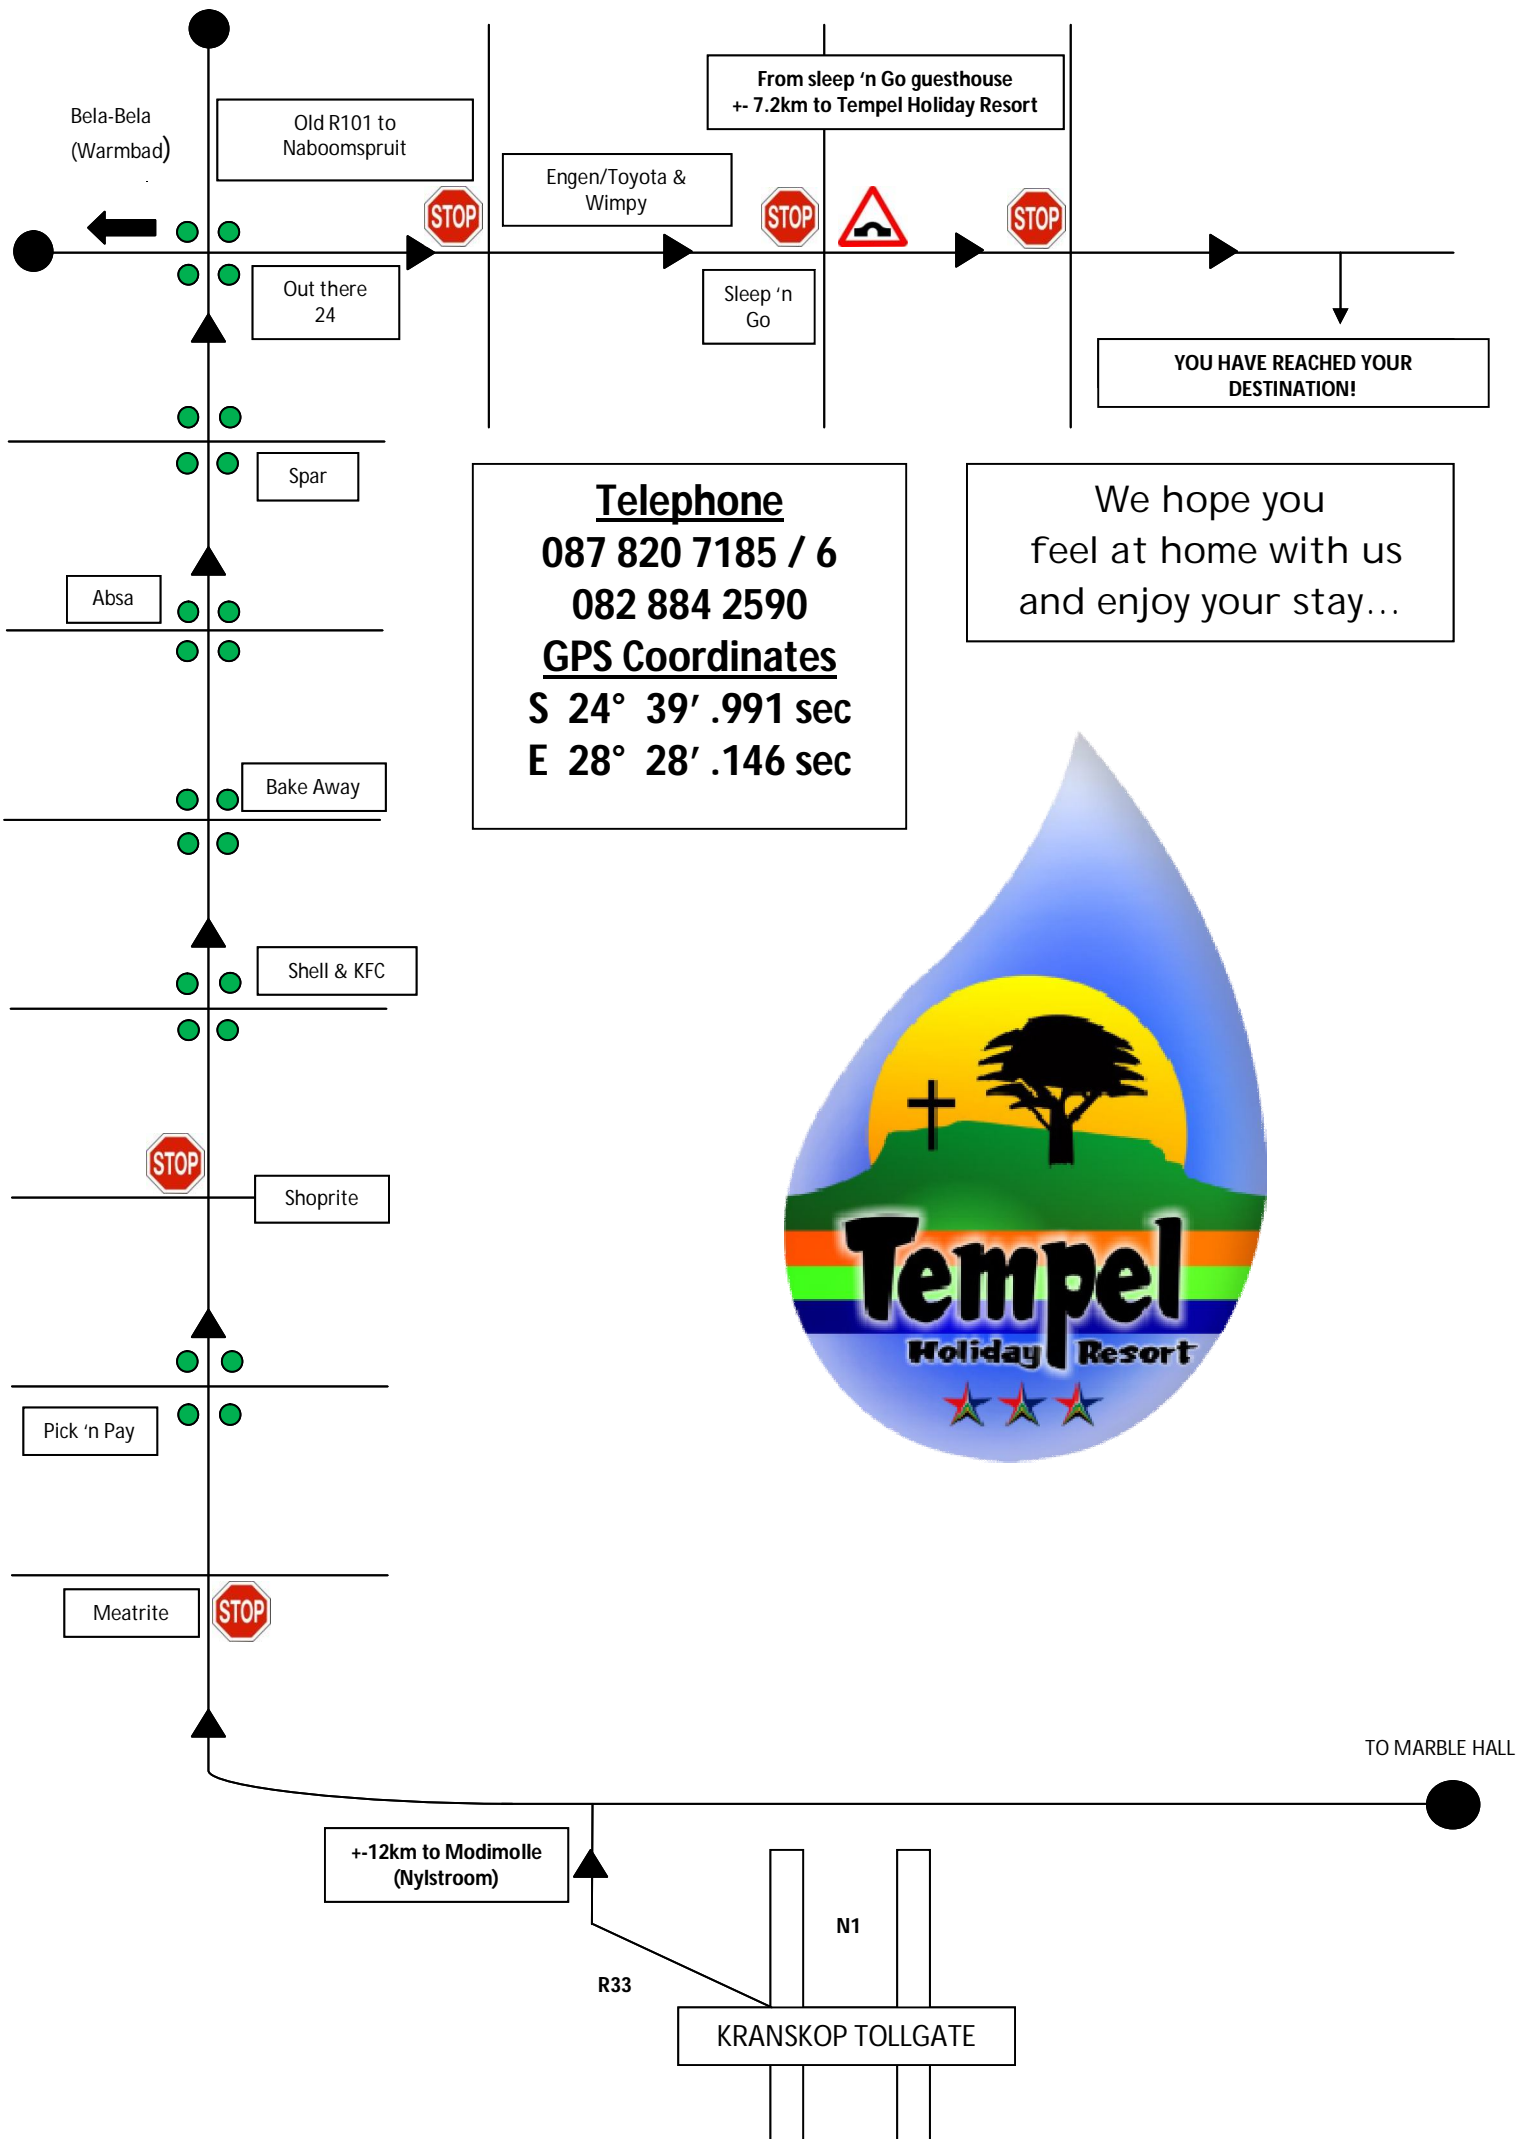 From sleep ‘n Go guesthouse
+- 7.2km to Tempel Holiday Resort
Bela-Bela
(Warmbad)
Old R101 to
Naboomspruit
Engen/Toyota &
Wimpy
STOP
STOP
STOP
Out there
24
Sleep ‘n
Go
YOU HAVE REACHED YOUR
DESTINATION!
Spar
Telephone
087 820 7185 / 6
082 884 2590
GPS Coordinates
S 24° 39’ .991 sec
E 28° 28’ .146 sec
We hope you
feel at home with us
and enjoy your stay…
Absa
Bake Away
Shell & KFC
STOP
Shoprite
Tempel
Holiday Resort
Pick ‘n Pay
Meatrite
STOP
TO MARBLE HALL
+-12km to Modimolle
(Nylstroom)
N1
R33
KRANSKOP TOLLGATE